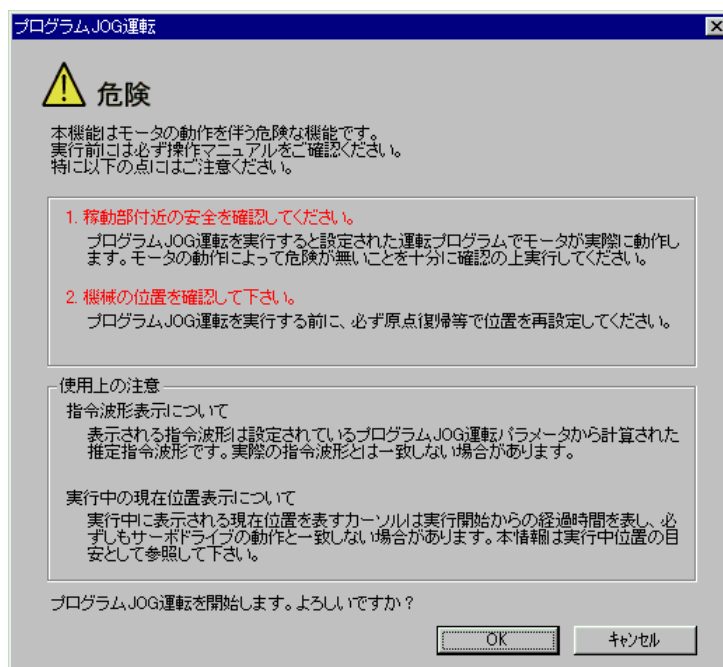 プログラムJOG運転
危険
本機能はモータの動作を伴う危険な機能です。
実行前には必ず操作マニュアルをご確認ください。
特に以下の点にはご注意ください。
1. 稼動部付近の安全を確認してください。
プログラムJOG運転を実行すると設定された運転プログラムでモータが実際に動作し
ます。モータの動作によって危険が無いことを十分に確認の上実行してください。
2. 機械の位置を確認して下さい。
プログラムJOG運転を実行する前に、必ず原点復帰等で位置を再設定してください。
使用上の注意
指令波形表示について
表示される指令波形は設定されているプログラムJOG運転パラメータから計算された
推定指令波形です。実際の指令波形とは一致しない場合があります。
実行中の現在位置表示について
実行中に表示される現在位置を表すカーソルは実行開始からの経過時間を表し、必
ずしもサーボドライブの動作と一致しない場合があります。本情報は実行中位置の目
安として参照して下さい。
プログラムJOG運転を開始します。よろしいですか？
OK
キャンセル